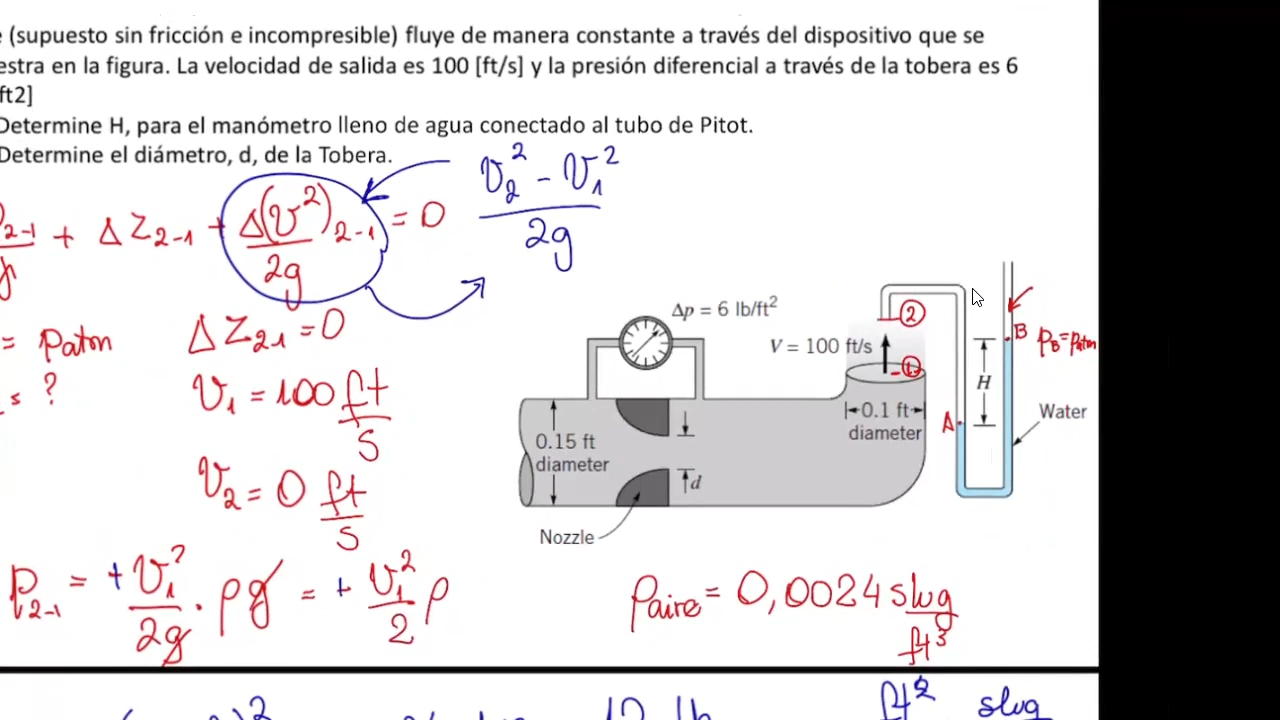 (supuesto sin fricción e incompresible) fluye de manera constante a través del dispositivo que se
estra en la figura. La velocidad de salida es 100 [ft/s] y la presión diferencial a través de la tobera es 6
ft2]
Determine H, para el manómetro lleno de agua conectado al tubo de Pitot.
Determine el diámetro, d, de la Tobera.
2-1 + ΔZ2-1 + Δ(V²)2-1 / 2g = 0
V2² - V1² / 2g
= Patm
ΔZ21 = 0
V1 = 100 ft/s
s ?
V2 = 0 ft/s
P2-1 = + V1² / 2g · ρg = + V1² / 2 ρ
Δp = 6 lb/ft²
V = 100 ft/s
2
1
B PB = Patm
H
A
0.15 ft
diameter
0.1 ft
diameter
Water
d
Nozzle
ρaire = 0,0024 slug / ft³
ft² slug